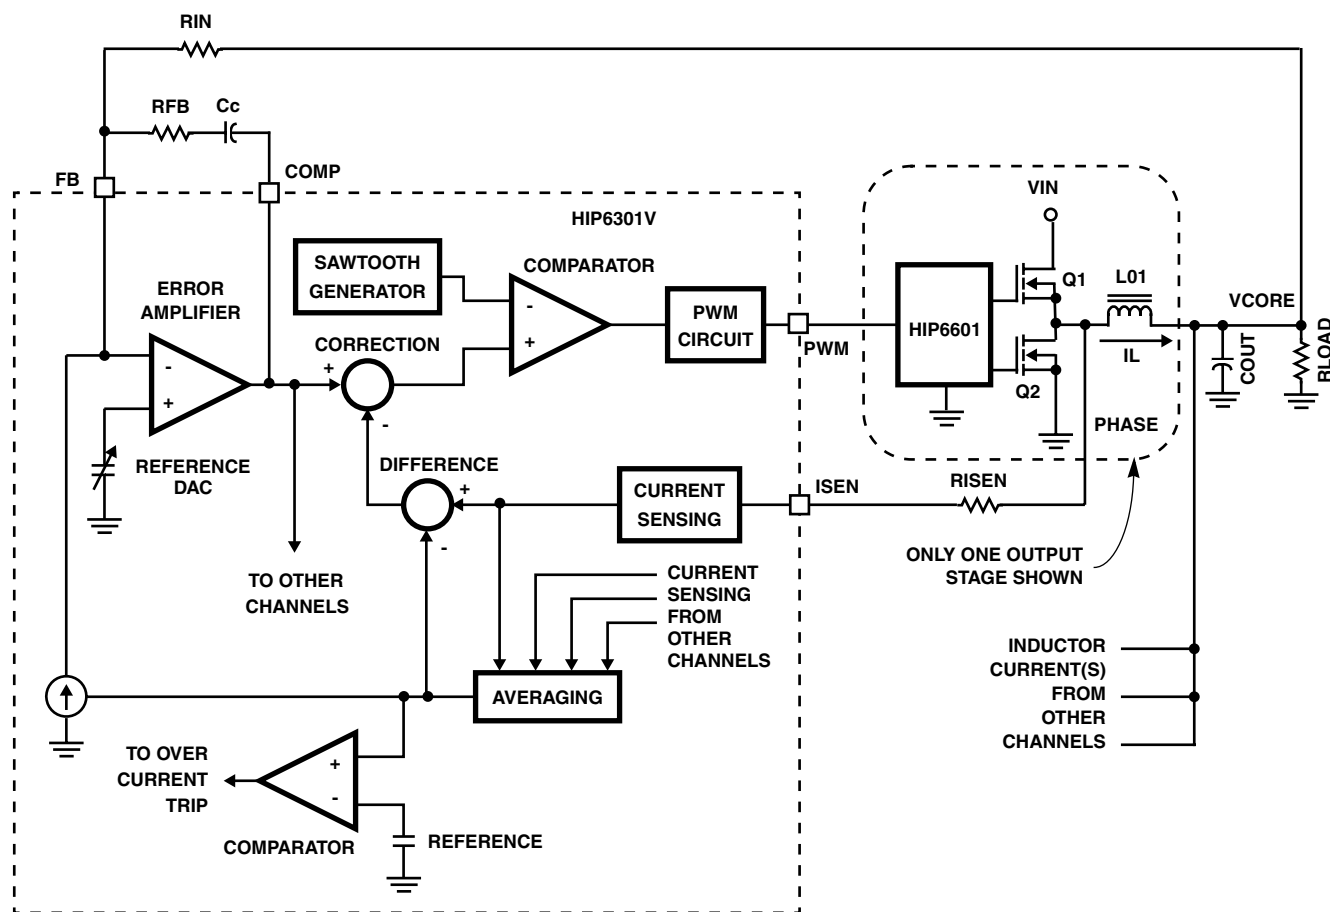 RIN
RFB
Cc
FB
COMP
HIP6301V
VIN
SAWTOOTH
GENERATOR
COMPARATOR
ERROR
AMPLIFIER
PWM
CIRCUIT
PWM
HIP6601
Q1
Q2
L01
IL
VCORE
COUT
RLOAD
CORRECTION
+
-
-
+
-
+
PHASE
REFERENCE
DAC
DIFFERENCE
+
-
CURRENT
SENSING
ISEN
RISEN
ONLY ONE OUTPUT
STAGE SHOWN
TO OTHER
CHANNELS
CURRENT
SENSING
FROM
OTHER
CHANNELS
INDUCTOR
CURRENT(S)
FROM
OTHER
CHANNELS
AVERAGING
TO OVER
CURRENT
TRIP
+
-
COMPARATOR
REFERENCE